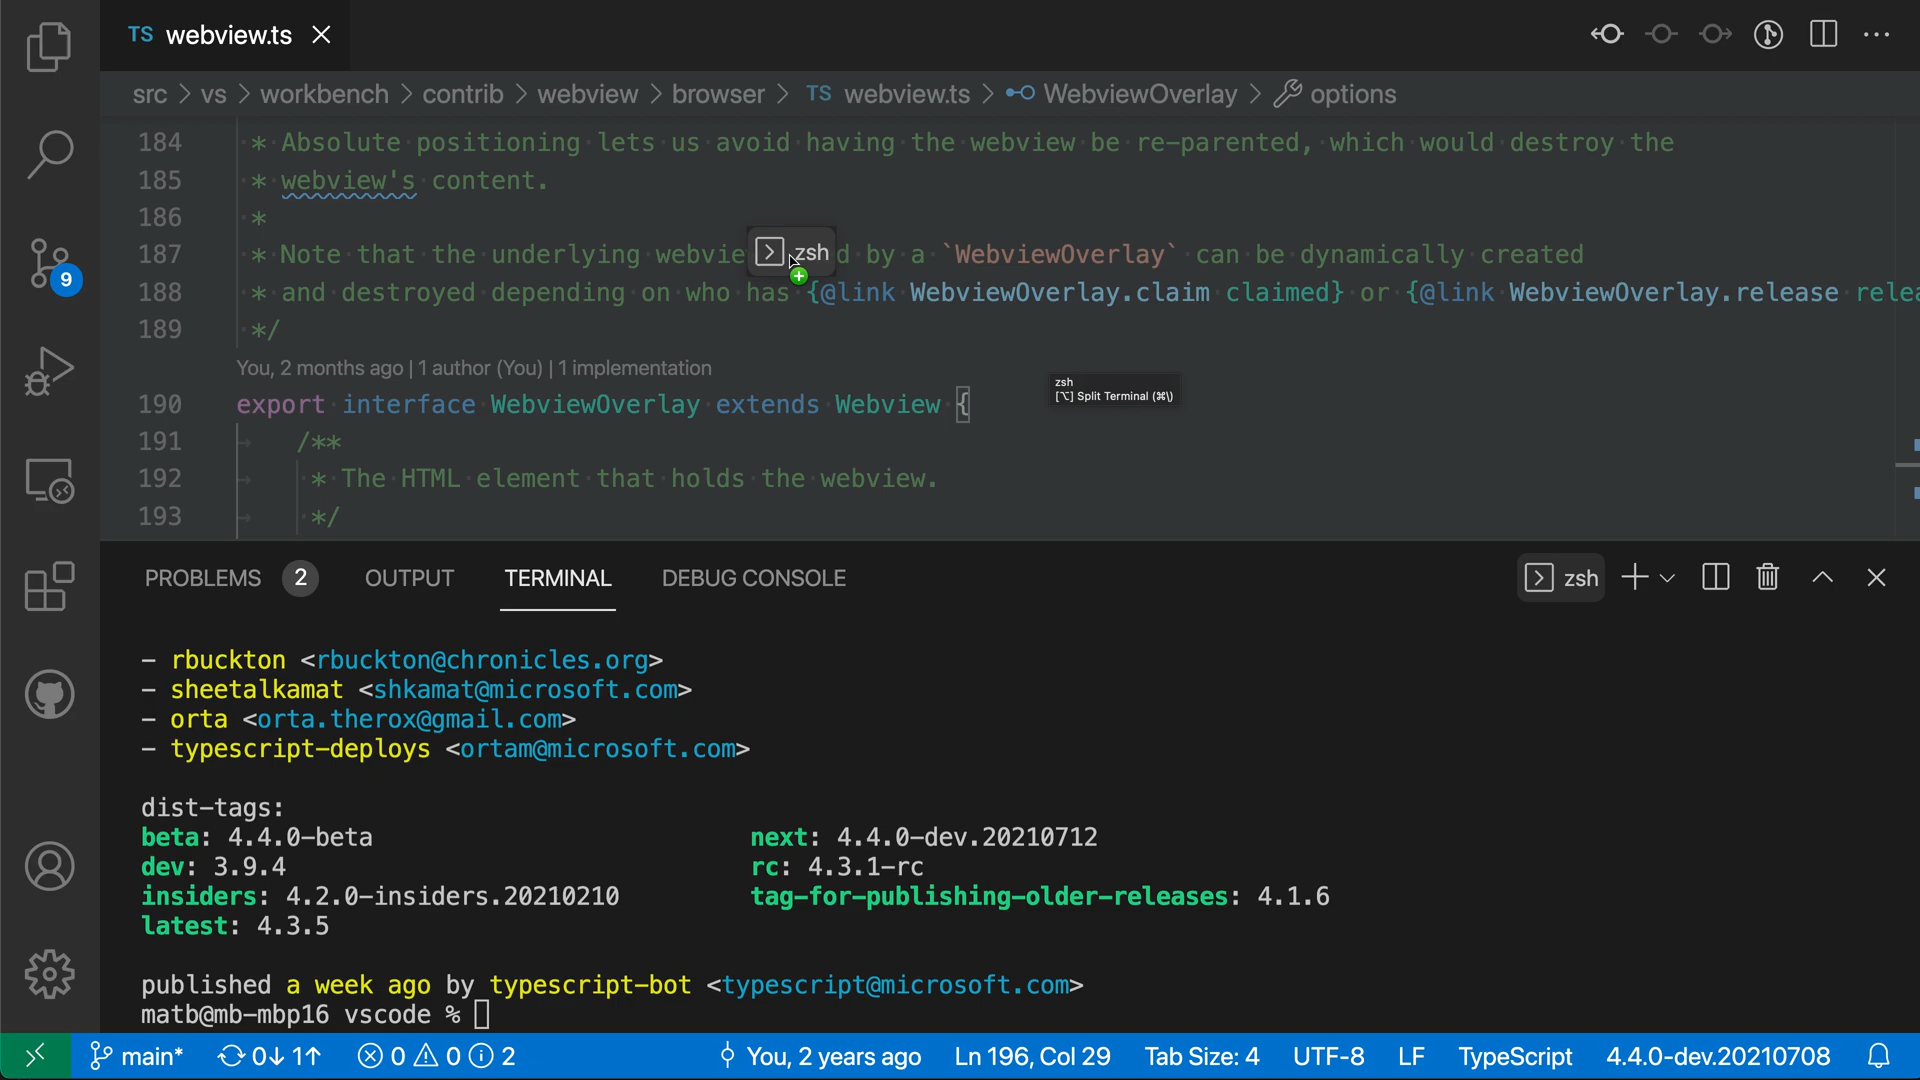 TS webview.ts
src > vs > workbench > contrib > webview > browser > TS webview.ts > WebviewOverlay > options
184 * Absolute positioning lets us avoid having the webview be re-parented, which would destroy the
185 * webview's content.
186 *
187 * Note that the underlying webvie zsh d by a `WebviewOverlay` can be dynamically created
188 * and destroyed depending on who has {@link WebviewOverlay.claim claimed} or {@link WebviewOverlay.release relea
189 */
You, 2 months ago | 1 author (You) | 1 implementation
zsh
[⌥] Split Terminal (⌘\)
190 export interface WebviewOverlay extends Webview {
191 /**
192 * The HTML element that holds the webview.
193 */
9
PROBLEMS 2 OUTPUT TERMINAL DEBUG CONSOLE zsh
- rbuckton <rbuckton@chronicles.org>
- sheetalkamat <shkamat@microsoft.com>
- orta <orta.therox@gmail.com>
- typescript-deploys <ortam@microsoft.com>
dist-tags:
beta: 4.4.0-beta next: 4.4.0-dev.20210712
dev: 3.9.4 rc: 4.3.1-rc
insiders: 4.2.0-insiders.20210210 tag-for-publishing-older-releases: 4.1.6
latest: 4.3.5
published a week ago by typescript-bot <typescript@microsoft.com>
matb@mb-mbp16 vscode %
main* 0↓ 1↑ 0 0 2 You, 2 years ago Ln 196, Col 29 Tab Size: 4 UTF-8 LF TypeScript 4.4.0-dev.20210708